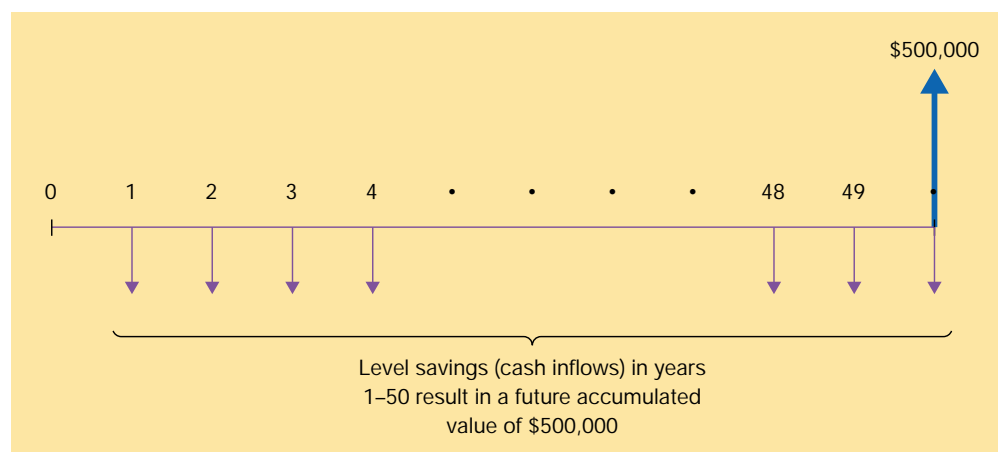 $500,000
0 1 2 3 4 • • • • 48 49 •
Level savings (cash inflows) in years
1–50 result in a future accumulated
value of $500,000